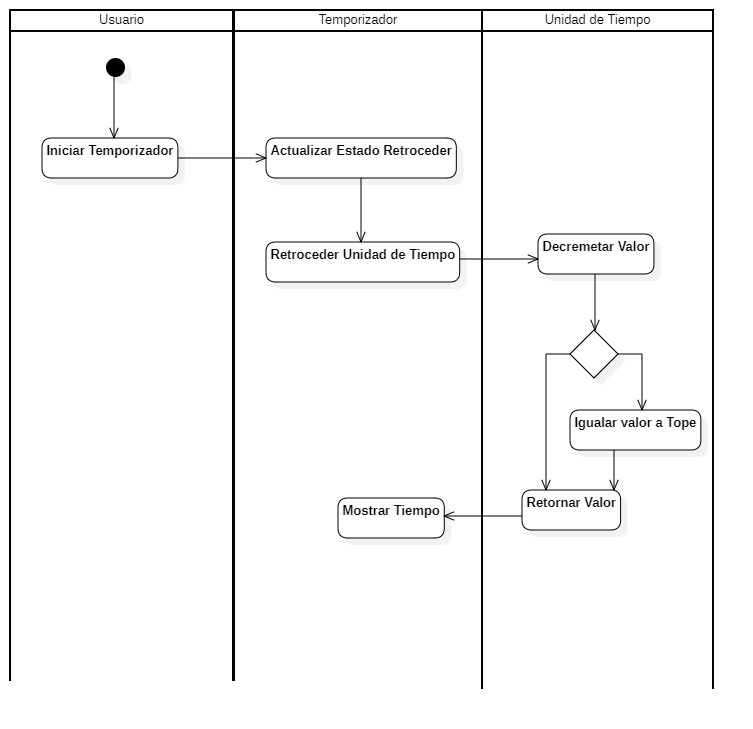 Usuario
Temporizador
Unidad de Tiempo
Iniciar Temporizador
Actualizar Estado Retroceder
Retroceder Unidad de Tiempo
Decremetar Valor
Igualar valor a Tope
Retornar Valor
Mostrar Tiempo